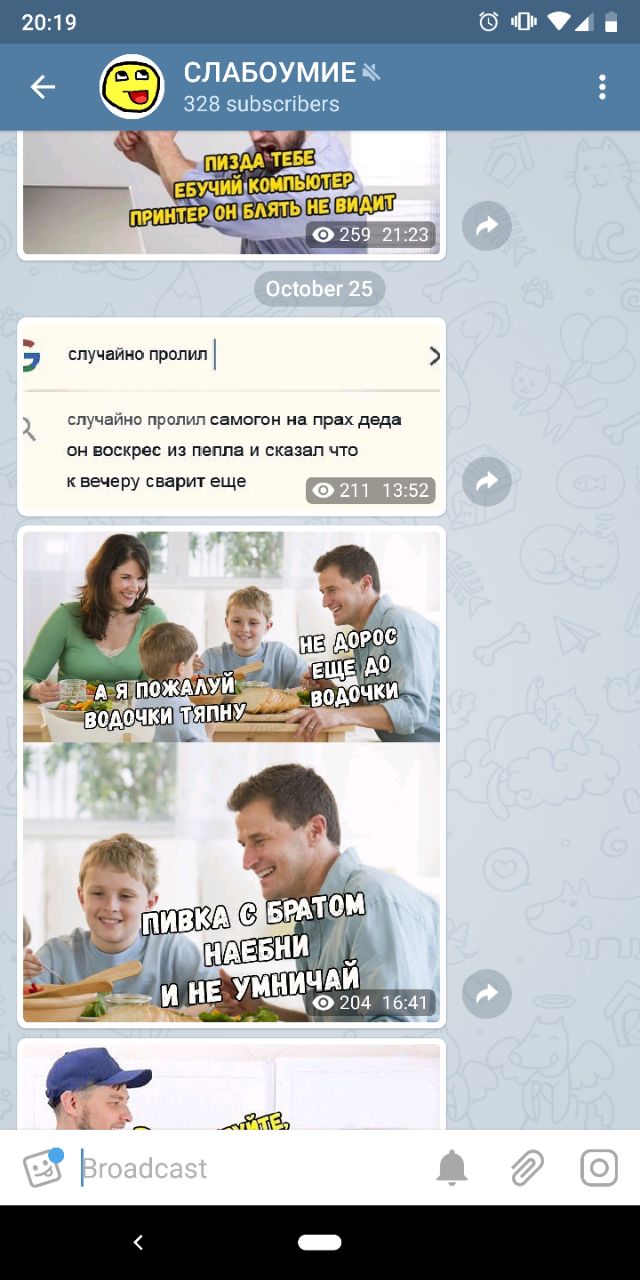 20:19
СЛАБОУМИЕ
328 subscribers
ПИЗДА ТЕБЕ
ЕБУЧИЙ КОМПЬЮТЕР
ПРИНТЕР ОН БЛЯТЬ НЕ ВИДИТ
259 21:23
October 25
случайно пролил
случайно пролил самогон на прах деда
он воскрес из пепла и сказал что
к вечеру сварит еще
211 13:52
НЕ ДОРОС
ЕЩЕ ДО
ВОДОЧКИ
А Я ПОЖАЛУЙ
ВОДОЧКИ ТЯПНУ
ПИВКА С БРАТОМ
НАЕБНИ
И НЕ УМНИЧАЙ
204 16:41
Broadcast